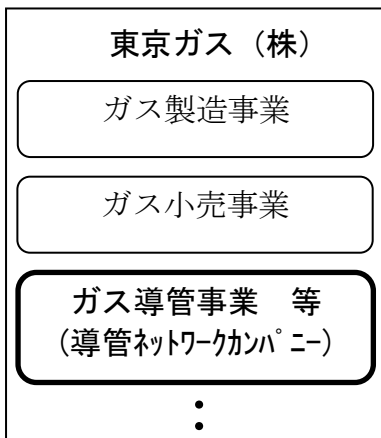 東京ガス（株）
ガス製造事業
ガス小売事業
ガス導管事業　等
（導管ﾈｯﾄﾜｰｸｶﾝﾊﾟﾆｰ）
：